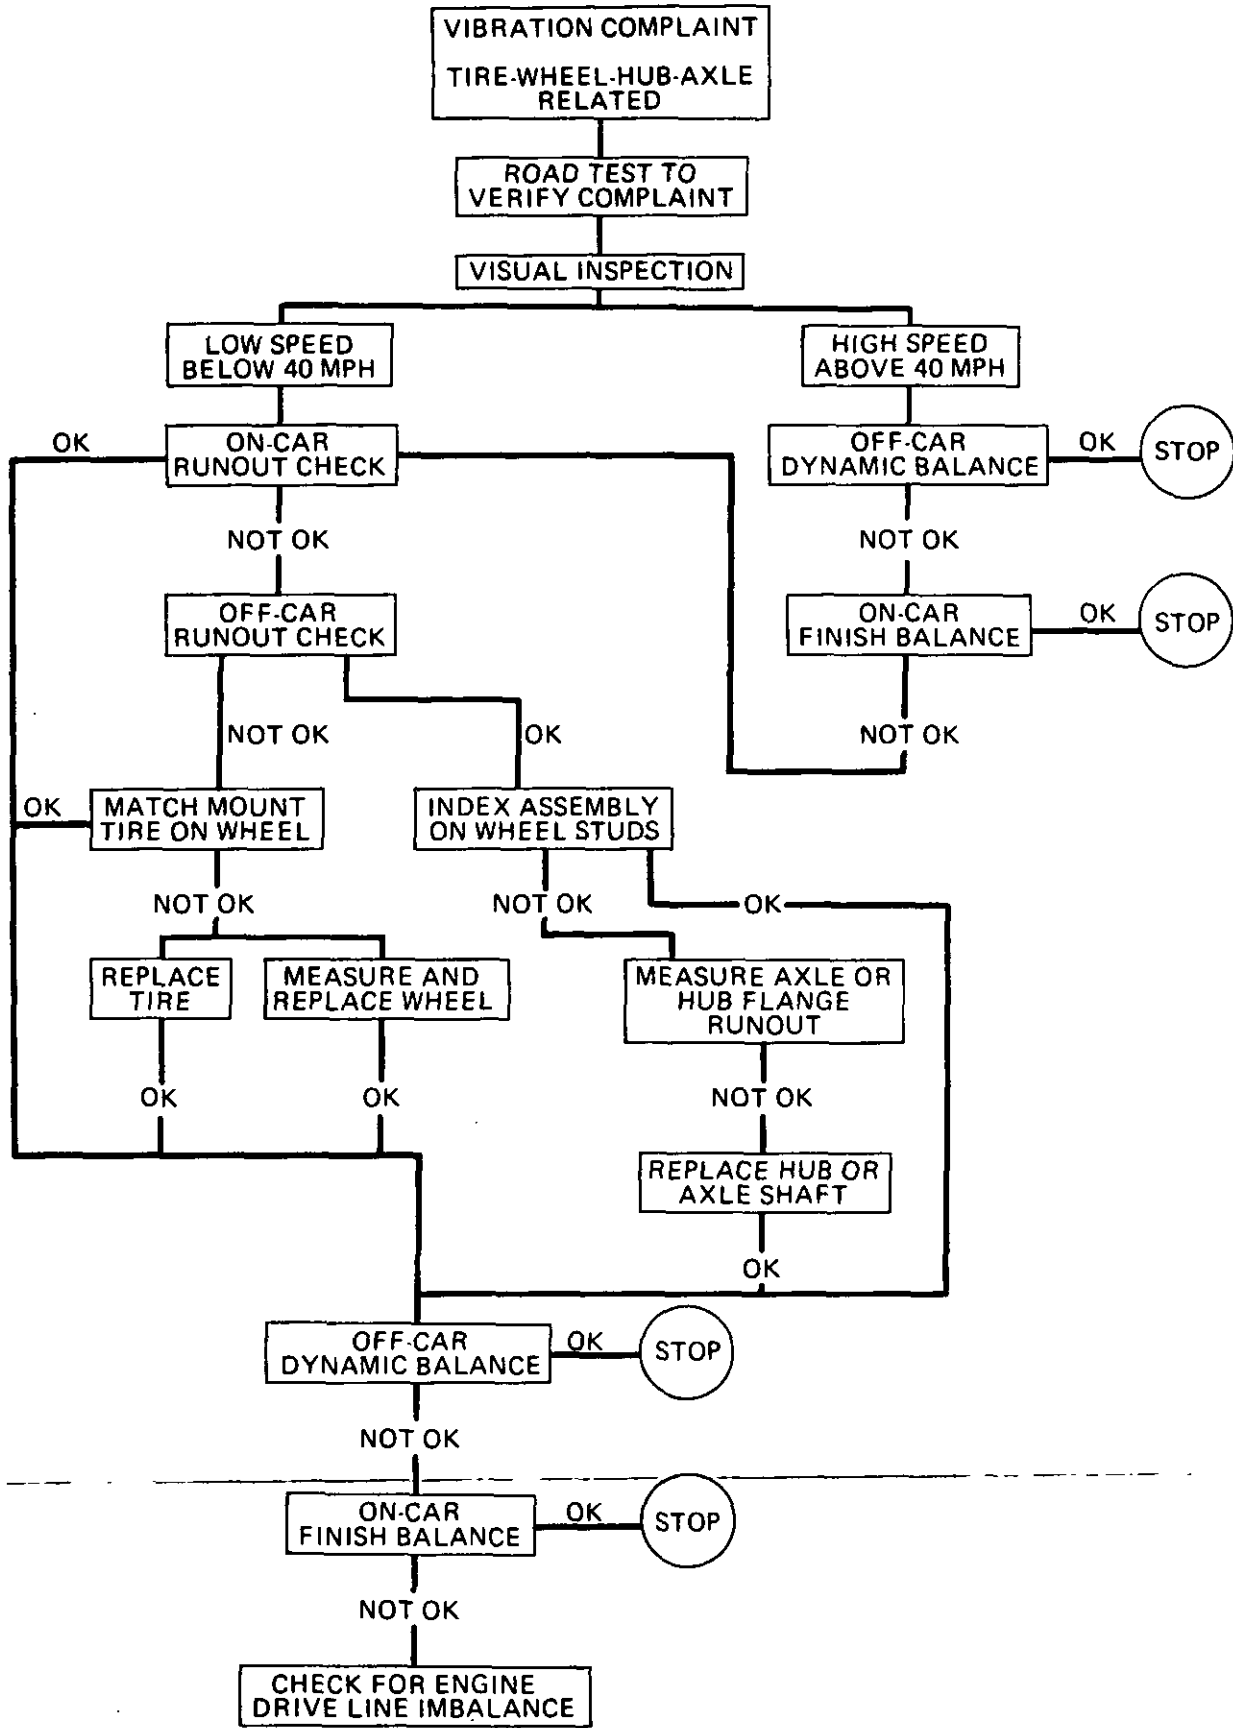 VIBRATION COMPLAINT
TIRE-WHEEL-HUB-AXLE
RELATED
ROAD TEST TO
VERIFY COMPLAINT
VISUAL INSPECTION
LOW SPEED
BELOW 40 MPH
HIGH SPEED
ABOVE 40 MPH
OK
ON-CAR
RUNOUT CHECK
OFF-CAR
DYNAMIC BALANCE
OK
STOP
NOT OK
NOT OK
OFF-CAR
RUNOUT CHECK
ON-CAR
FINISH BALANCE
OK
STOP
NOT OK
OK
NOT OK
OK
MATCH MOUNT
TIRE ON WHEEL
INDEX ASSEMBLY
ON WHEEL STUDS
NOT OK
NOT OK
OK
REPLACE
TIRE
MEASURE AND
REPLACE WHEEL
MEASURE AXLE OR
HUB FLANGE
RUNOUT
OK
OK
NOT OK
REPLACE HUB OR
AXLE SHAFT
OK
OFF-CAR
DYNAMIC BALANCE
OK
STOP
NOT OK
ON-CAR
FINISH BALANCE
OK
STOP
NOT OK
CHECK FOR ENGINE
DRIVE LINE IMBALANCE